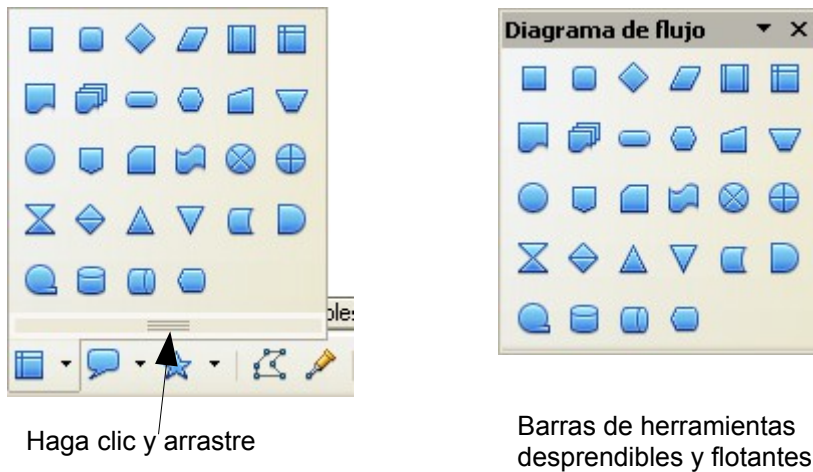 Diagrama de flujo
Haga clic y arrastre
Barras de herramientas
desprendibles y flotantes